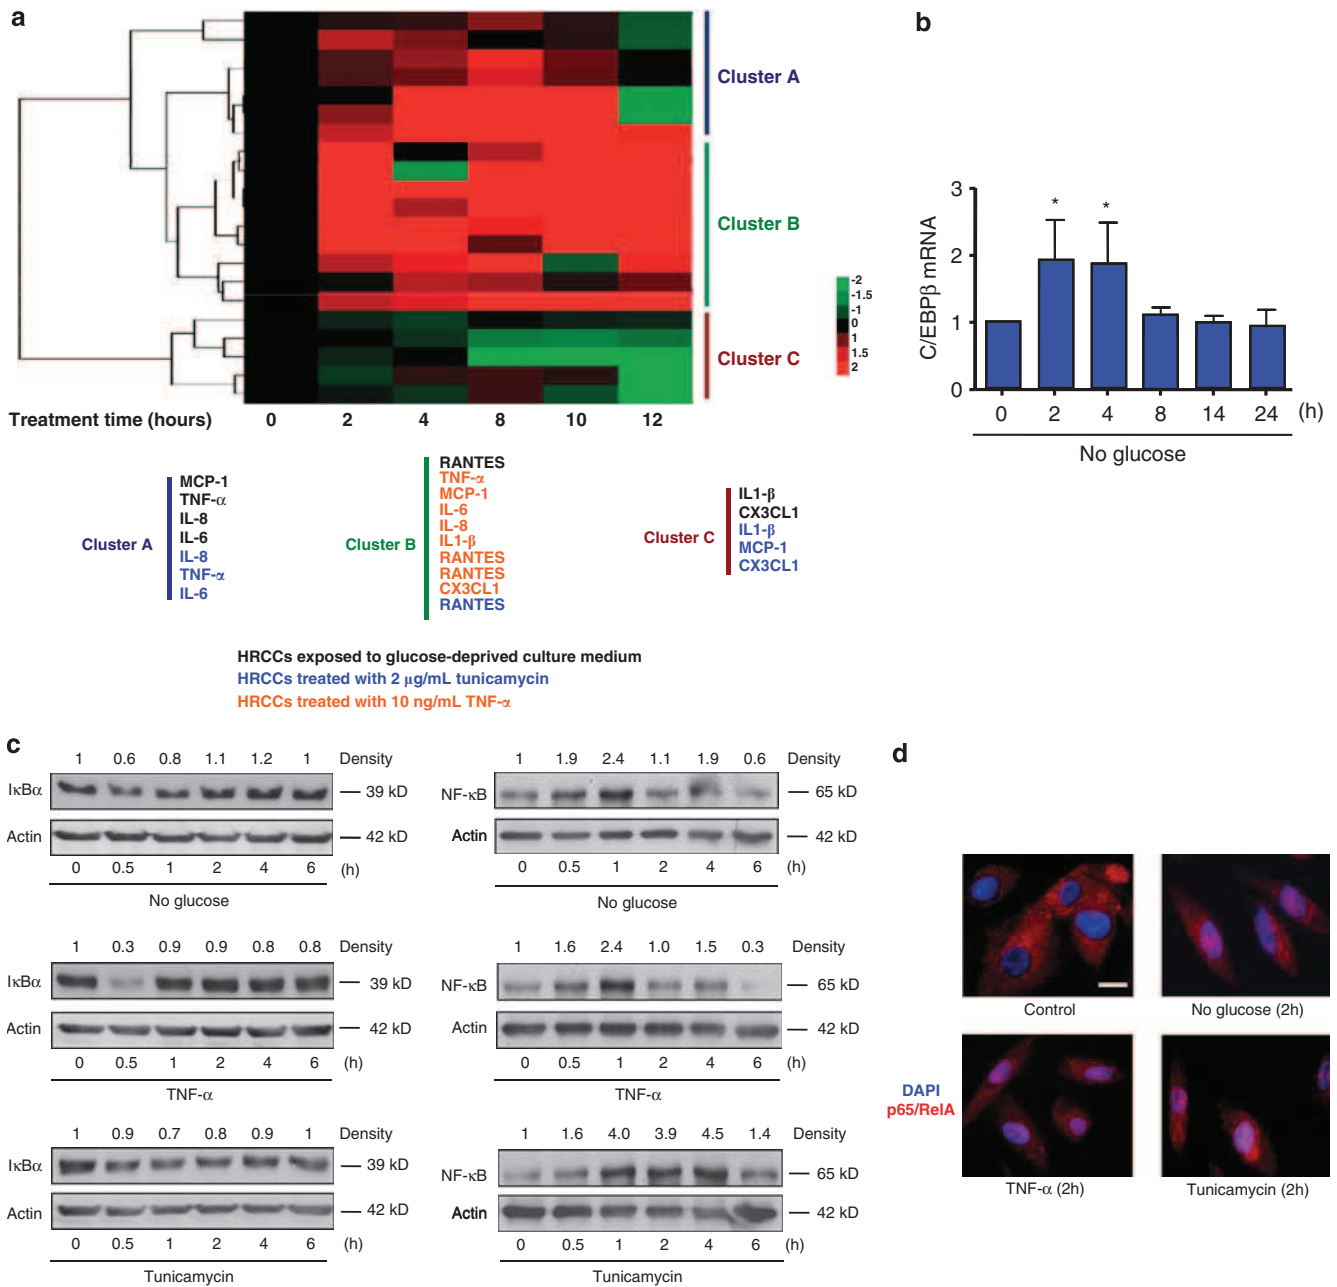 a
Cluster A
Cluster B
Cluster C
-2
-1.5
-1
0
1
1.5
2
Treatment time (hours) 0 2 4 8 10 12
Cluster A
MCP-1
TNF-α
IL-8
IL-6
IL-8
TNF-α
IL-6
Cluster B
RANTES
TNF-α
MCP-1
IL-6
IL-8
IL1-β
RANTES
RANTES
CX3CL1
RANTES
Cluster C
IL1-β
CX3CL1
IL1-β
MCP-1
CX3CL1
HRCCs exposed to glucose-deprived culture medium
HRCCs treated with 2 µg/mL tunicamycin
HRCCs treated with 10 ng/mL TNF-α
b
C/EBPβ mRNA
3
2
1
0
* *
0 2 4 8 14 24 (h)
No glucose
c
1 0.6 0.8 1.1 1.2 1 Density
IκBα 39 kD
Actin 42 kD
0 0.5 1 2 4 6 (h)
No glucose
1 1.9 2.4 1.1 1.9 0.6 Density
NF-κB 65 kD
Actin 42 kD
0 0.5 1 2 4 6 (h)
No glucose
1 0.3 0.9 0.9 0.8 0.8 Density
IκBα 39 kD
Actin 42 kD
0 0.5 1 2 4 6 (h)
TNF-α
1 1.6 2.4 1.0 1.5 0.3 Density
NF-κB 65 kD
Actin 42 kD
0 0.5 1 2 4 6 (h)
TNF-α
1 0.9 0.7 0.8 0.9 1 Density
IκBα 39 kD
Actin 42 kD
0 0.5 1 2 4 6 (h)
Tunicamycin
1 1.6 4.0 3.9 4.5 1.4 Density
NF-κB 65 kD
Actin 42 kD
0 0.5 1 2 4 6 (h)
Tunicamycin
d
Control
No glucose (2h)
DAPI
p65/RelA
TNF-α (2h)
Tunicamycin (2h)